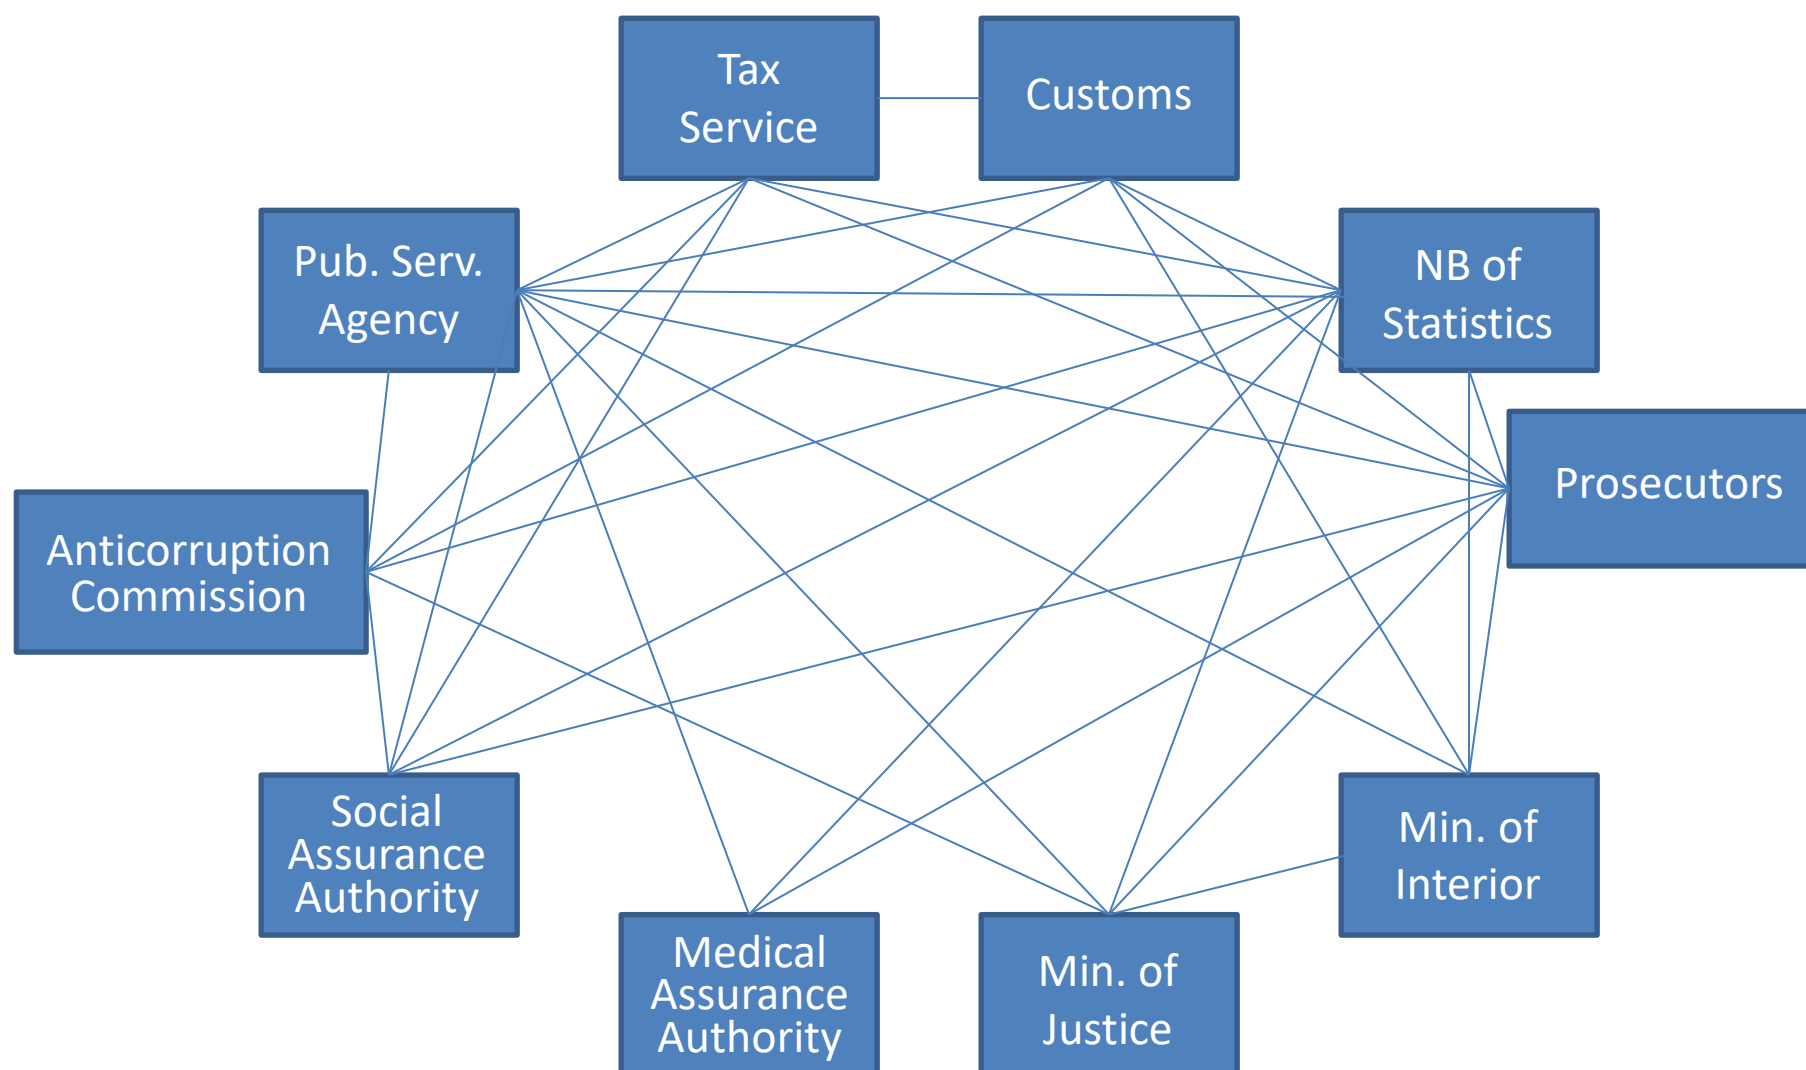 Tax
Service
Customs
Pub. Serv.
Agency
NB of
Statistics
Prosecutors
Anticorruption
Commission
Social
Assurance
Authority
Min. of
Interior
Medical
Assurance
Authority
Min. of
Justice